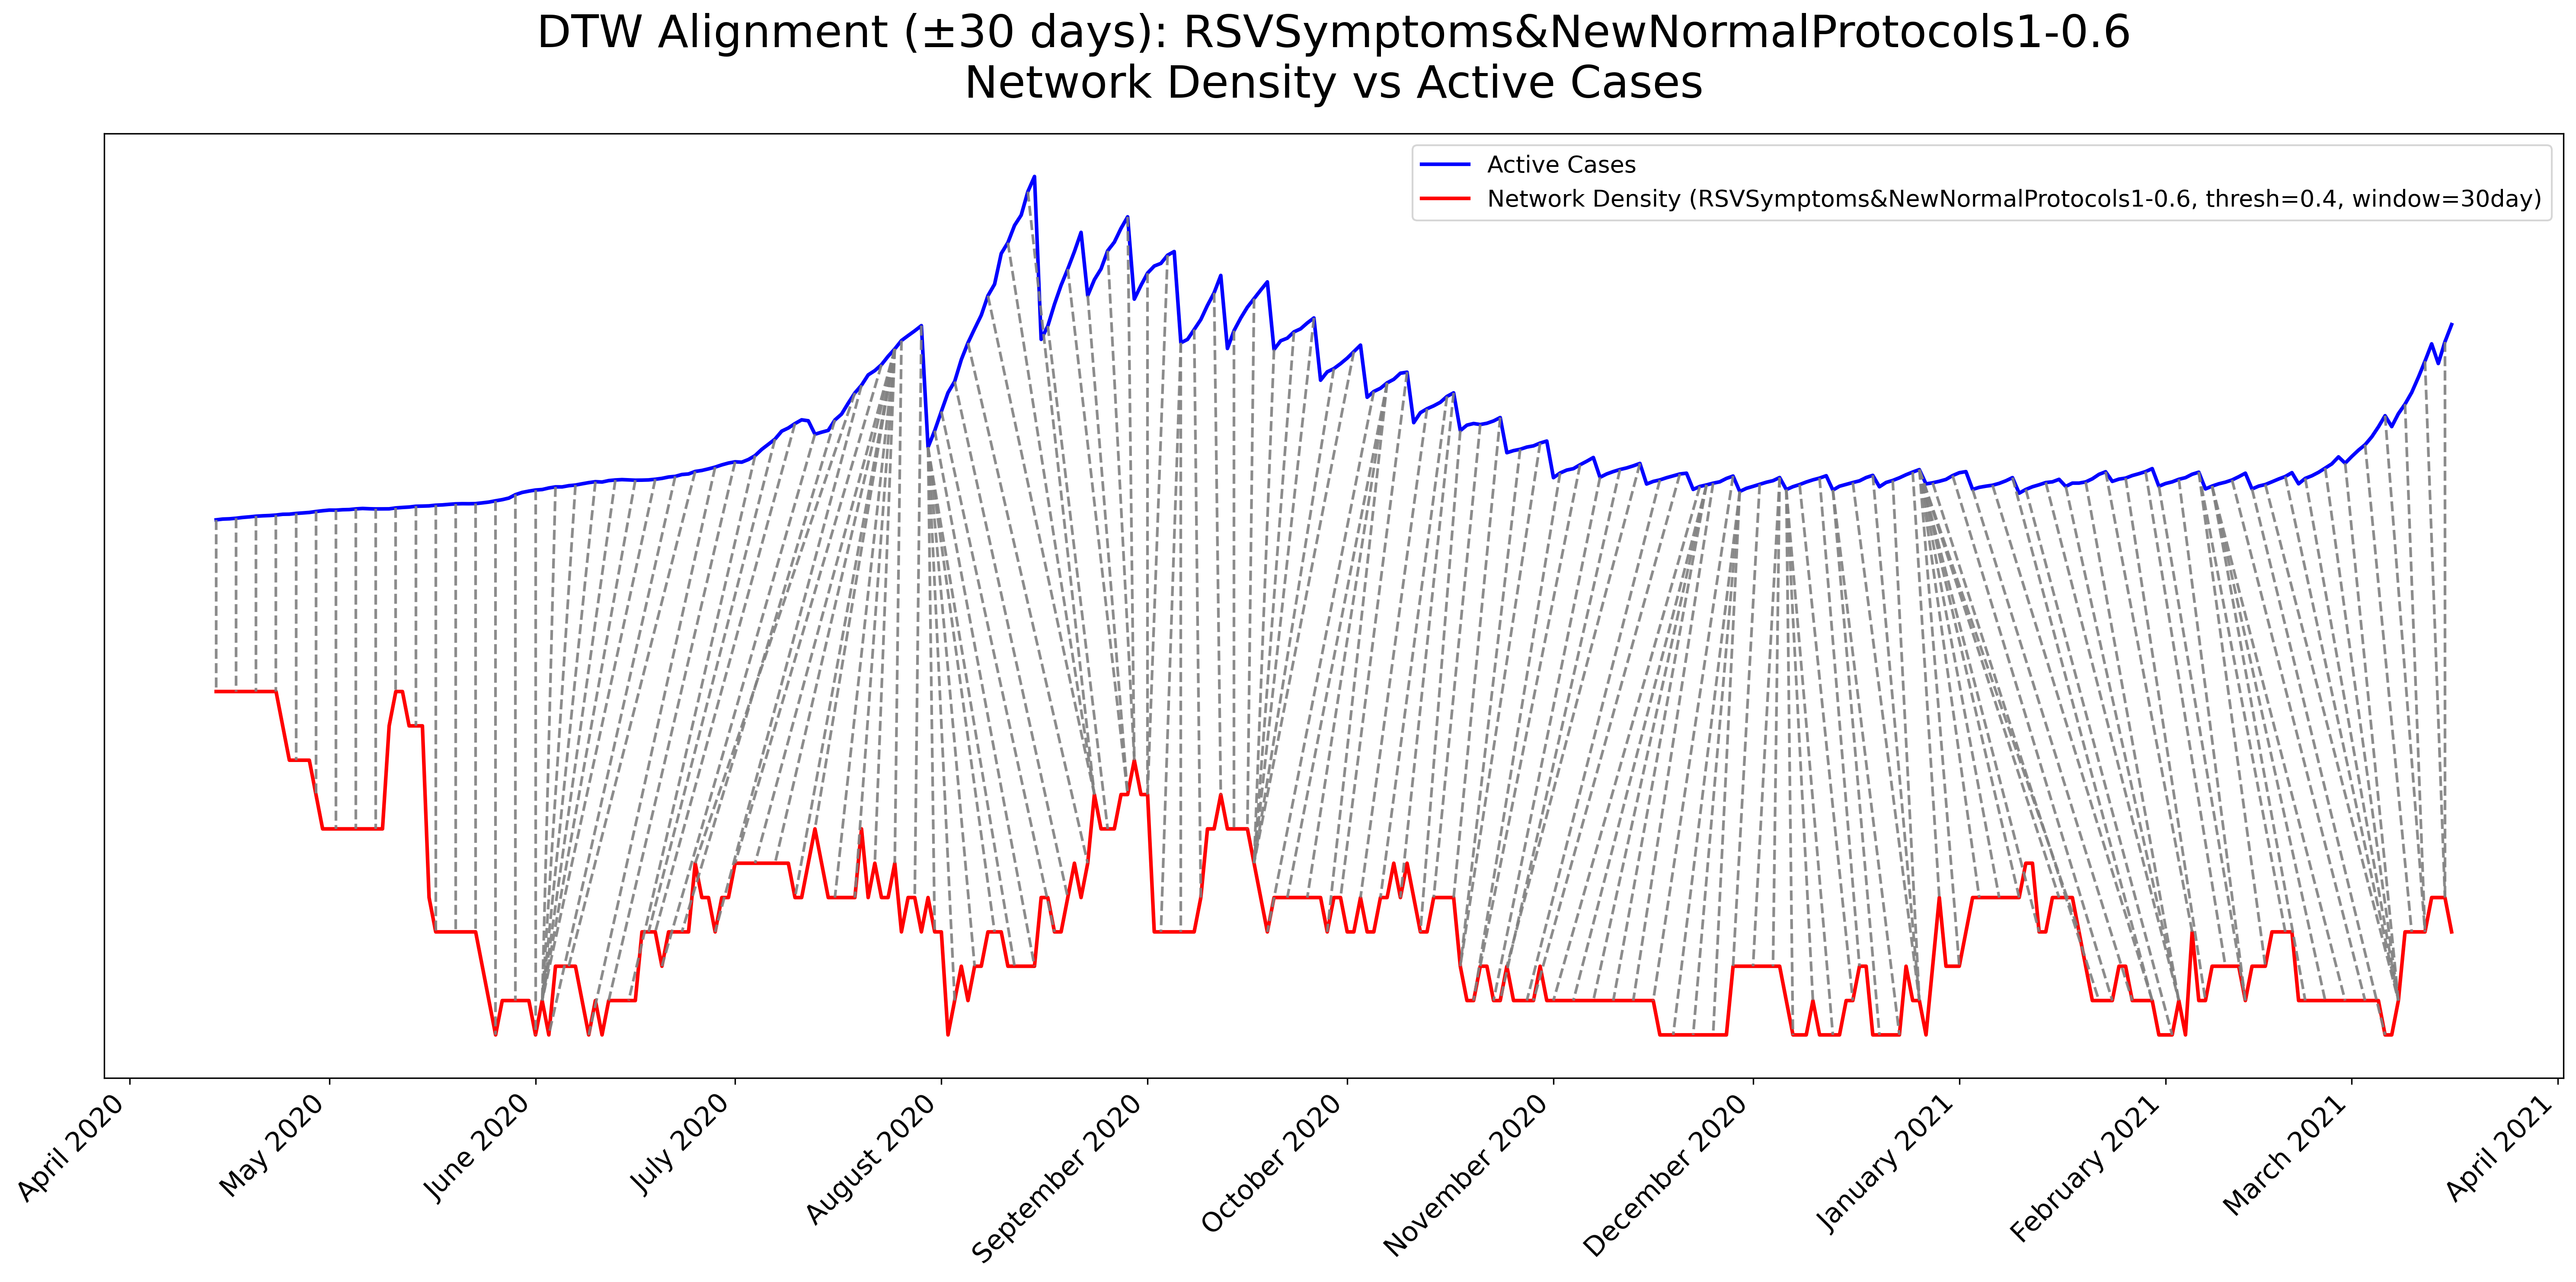 DTW Alignment (±30 days): RSVSymptoms&NewNormalProtocols1-0.6
Network Density vs Active Cases
Active Cases
Network Density (RSVSymptoms&NewNormalProtocols1-0.6, thresh=0.4, window=30day)
April 2020
May 2020
June 2020
July 2020
August 2020
September 2020
October 2020
November 2020
December 2020
January 2021
February 2021
March 2021
April 2021